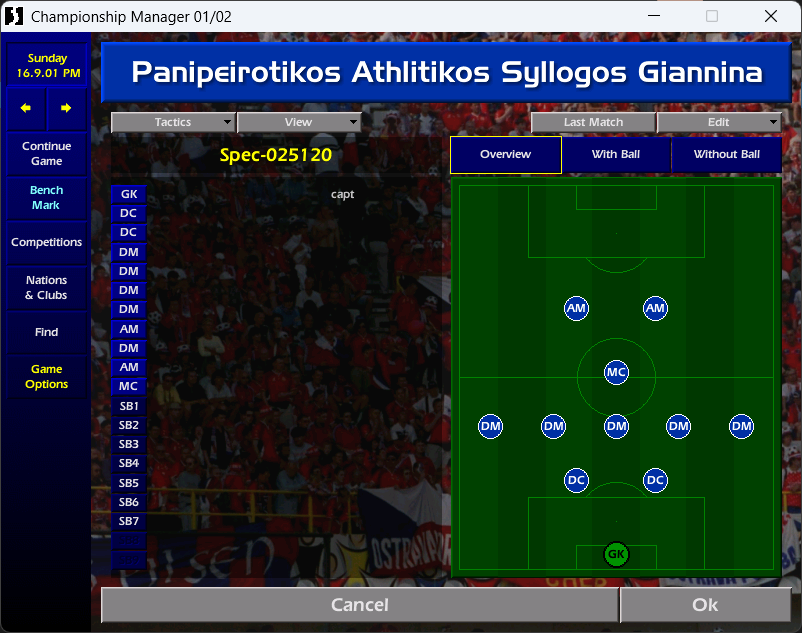 Championship Manager 01/02
Sunday
16.9.01 PM
Continue
Game
Bench
Mark
Competitions
Nations
& Clubs
Find
Game
Options
Panipeirotikos Athlitikos Syllogos Giannina
Tactics
View
Last Match
Edit
Spec-025120
Overview
With Ball
Without Ball
GK capt
DC
DC
DM
DM
DM
DM
AM
DM
AM
MC
SB1
SB2
SB3
SB4
SB5
SB6
SB7
AM AM
MC
DM DM DM DM DM
DC DC
GK
Cancel
Ok